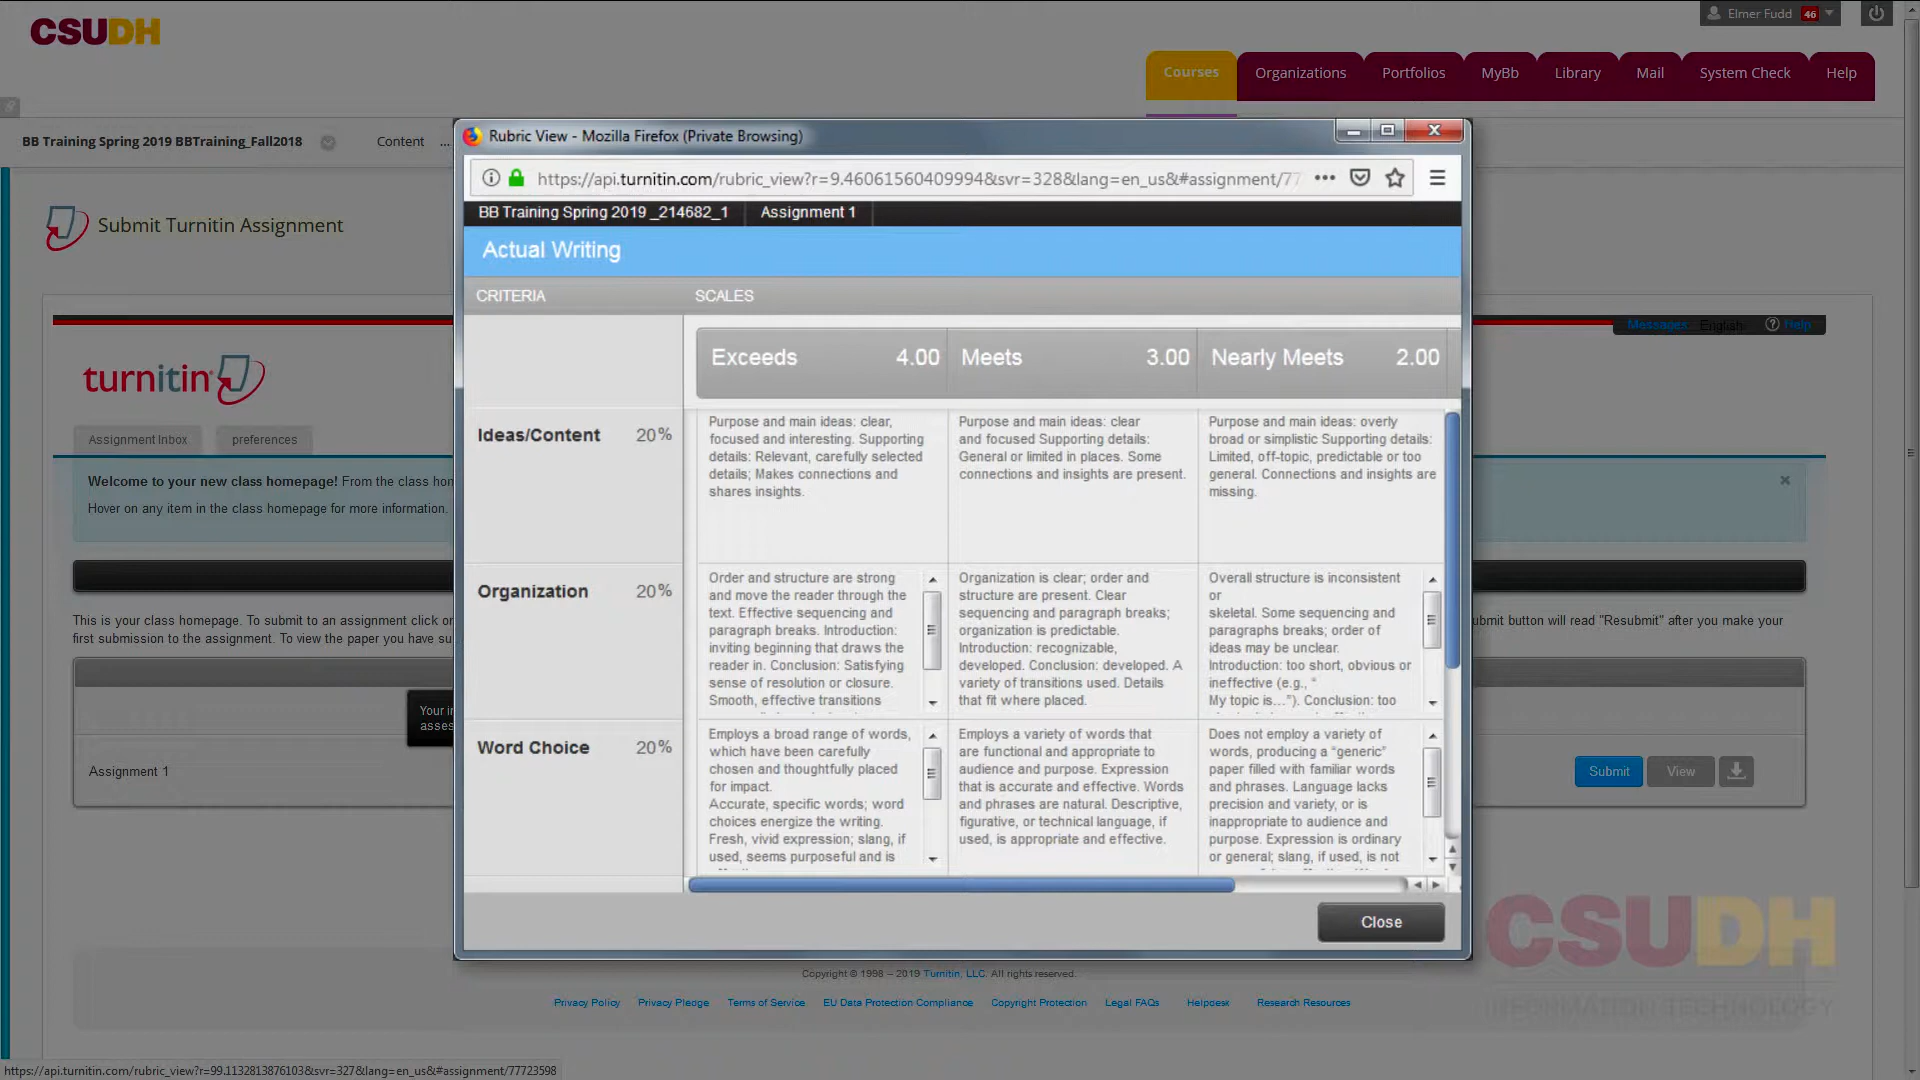 CSUDH
Elmer Fudd 46
Courses Organizations Portfolios MyBb Library Mail System Check Help
BB Training Spring 2019 BBTraining_Fall2018 Content ...
Submit Turnitin Assignment
Messages English Help
turnitin
Assignment Inbox preferences
Welcome to your new class homepage! From the class hon
Hover on any item in the class homepage for more information.
This is your class homepage. To submit to an assignment click or
ubmit button will read "Resubmit" after you make your
first submission to the assignment. To view the paper you have su
Your in
asses
Assignment 1
Submit View
Rubric View - Mozilla Firefox (Private Browsing)
https://api.turnitin.com/rubric_view?r=9.46061560409994&svr=328&lang=en_us&#assignment/77
BB Training Spring 2019 _214682_1 Assignment 1
Actual Writing
CRITERIA SCALES
Exceeds 4.00 Meets 3.00 Nearly Meets 2.00
Ideas/Content 20%
Purpose and main ideas: clear,
focused and interesting. Supporting
details: Relevant, carefully selected
details; Makes connections and
shares insights.
Purpose and main ideas: clear
and focused Supporting details:
General or limited in places. Some
connections and insights are present.
Purpose and main ideas: overly
broad or simplistic Supporting details:
Limited, off-topic, predictable or too
general. Connections and insights are
missing.
Organization 20%
Order and structure are strong
and move the reader through the
text. Effective sequencing and
paragraph breaks. Introduction:
inviting beginning that draws the
reader in. Conclusion: Satisfying
sense of resolution or closure.
Smooth, effective transitions
Organization is clear; order and
structure are present. Clear
sequencing and paragraph breaks;
organization is predictable.
Introduction: recognizable,
developed. Conclusion: developed. A
variety of transitions used. Details
that fit where placed.
Overall structure is inconsistent
or
skeletal. Some sequencing and
paragraphs breaks; order of
ideas may be unclear.
Introduction: too short, obvious or
ineffective (e.g., “
My topic is…”). Conclusion: too
Word Choice 20%
Employs a broad range of words,
which have been carefully
chosen and thoughtfully placed
for impact.
Accurate, specific words; word
choices energize the writing.
Fresh, vivid expression; slang, if
used, seems purposeful and is
Employs a variety of words that
are functional and appropriate to
audience and purpose. Expression
that is accurate and effective. Words
and phrases are natural. Descriptive,
figurative, or technical language, if
used, is appropriate and effective.
Does not employ a variety of
words, producing a “generic”
paper filled with familiar words
and phrases. Language lacks
precision and variety, or is
inappropriate to audience and
purpose. Expression is ordinary
or general; slang, if used, is not
Close
CSUDH
INFORMATION TECHNOLOGY
Copyright © 1998 – 2019 Turnitin, LLC. All rights reserved.
Privacy Policy Privacy Pledge Terms of Service EU Data Protection Compliance Copyright Protection Legal FAQs Helpdesk Research Resources
https://api.turnitin.com/rubric_view?r=99.1132813876103&svr=327&lang=en_us&#assignment/77723598